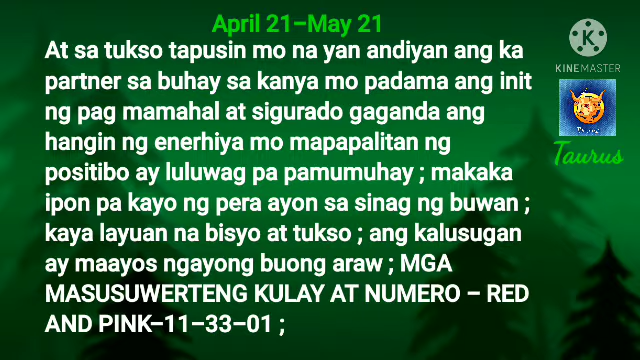 April 21–May 21
At sa tukso tapusin mo na yan andiyan ang ka
partner sa buhay sa kanya mo padama ang init
ng pag mamahal at sigurado gaganda ang
hangin ng enerhiya mo mapapalitan ng
positibo ay luluwag pa pamumuhay ; makaka
ipon pa kayo ng pera ayon sa sinag ng buwan ;
kaya layuan na bisyo at tukso ; ang kalusugan
ay maayos ngayong buong araw ; MGA
MASUSUWERTENG KULAY AT NUMERO – RED
AND PINK–11–33–01 ;
K
KINEMASTER
Taurus